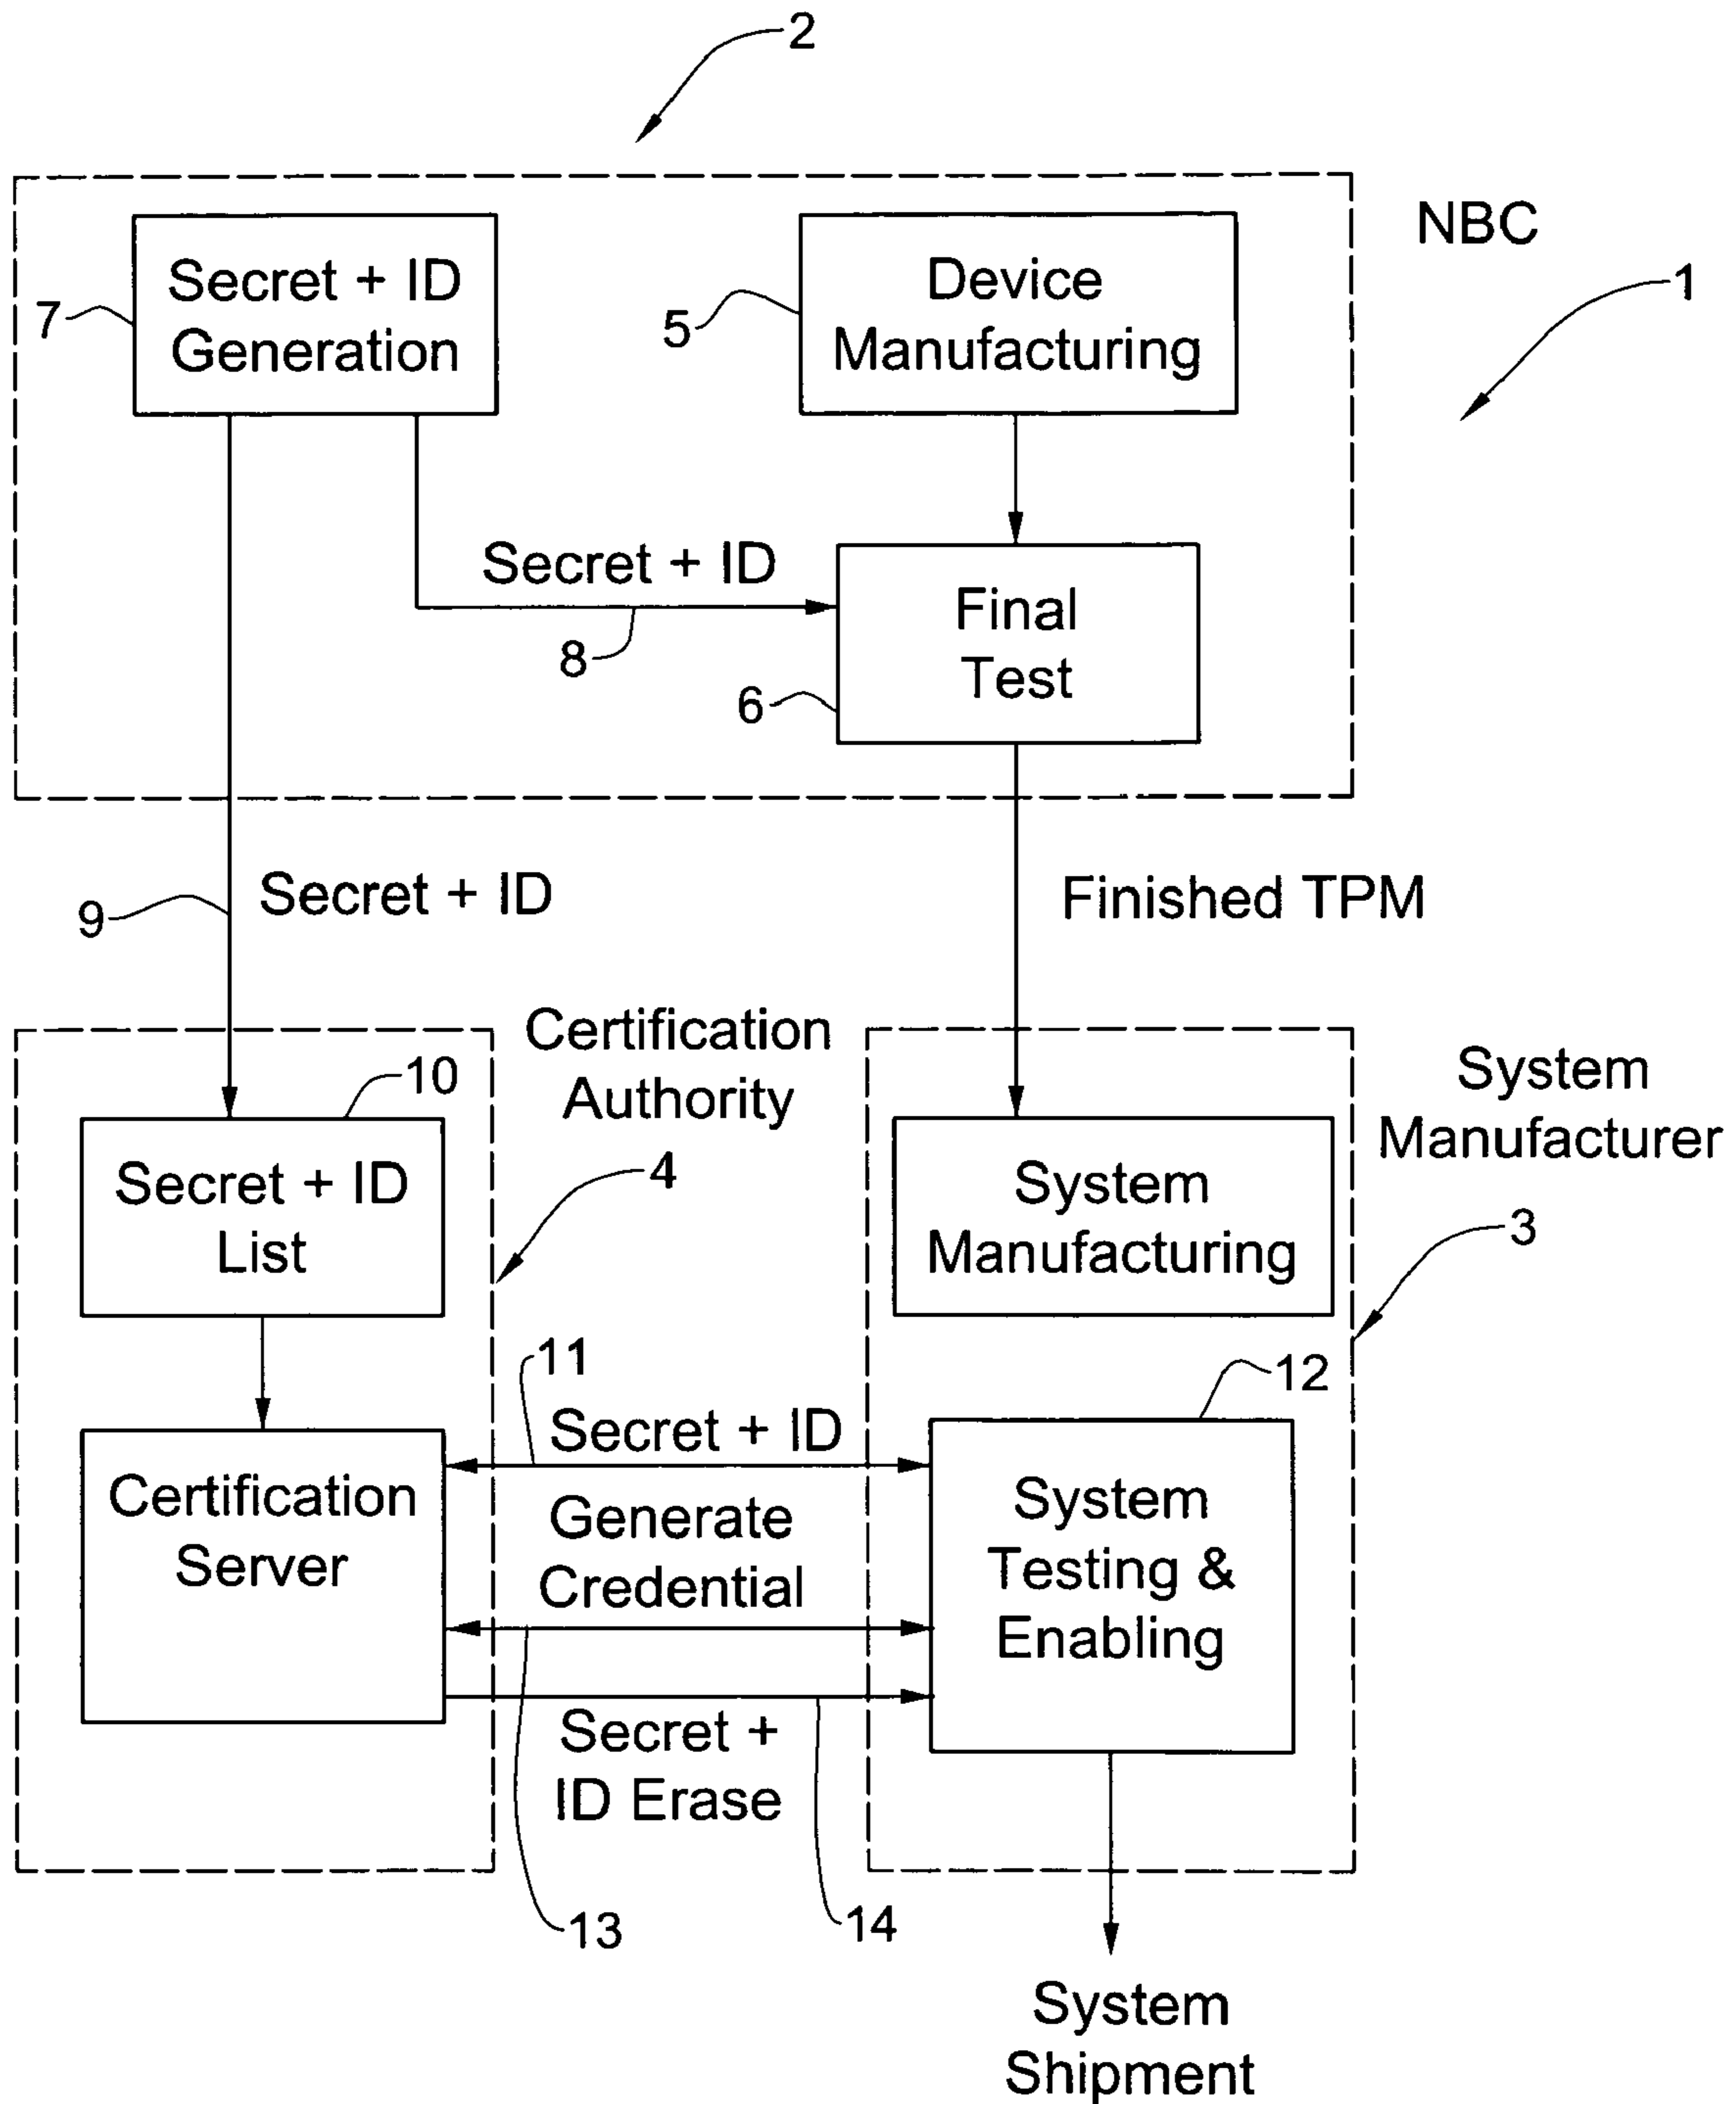 2
NBC
1
Secret + ID
Generation
7
Device
Manufacturing
5
Secret + ID
8
Final
Test
6
9
Secret + ID
Finished TPM
Certification
Authority
4
System
Manufacturer
3
10
Secret + ID
List
System
Manufacturing
11
Secret + ID
12
Certification
Server
Generate
Credential
System
Testing &
Enabling
Secret +
ID Erase
13
14
System
Shipment